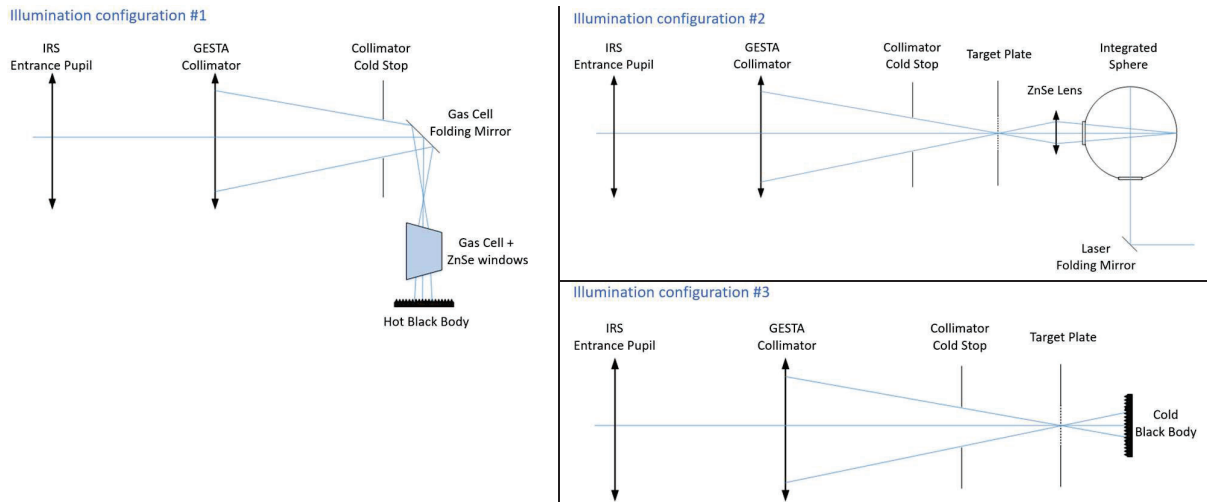 Illumination configuration #1
IRS
Entrance Pupil
GESTA
Collimator
Collimator
Cold Stop
Gas Cell
Folding Mirror
Gas Cell +
ZnSe windows
Hot Black Body
Illumination configuration #2
IRS
Entrance Pupil
GESTA
Collimator
Collimator
Cold Stop
Target Plate
ZnSe Lens
Integrated
Sphere
Laser
Folding Mirror
Illumination configuration #3
IRS
Entrance Pupil
GESTA
Collimator
Collimator
Cold Stop
Target Plate
Cold
Black Body